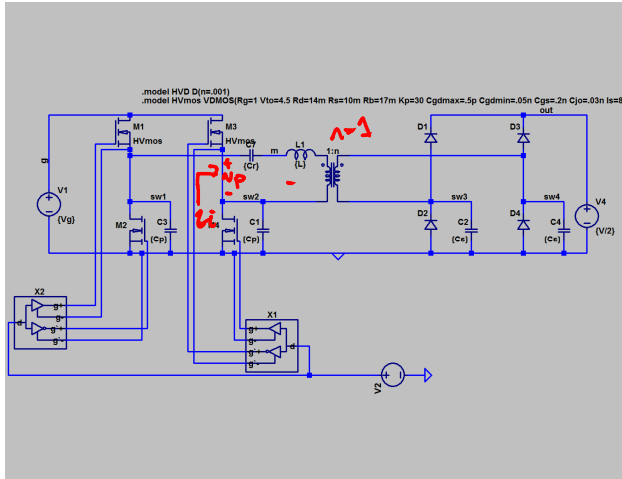 .model HVD D(n=.001)
.model HVmos VDMOS(Rg=1 Vto=4.5 Rd=14m Rs=10m Rb=17m Kp=30 Cgdmax=.5p Cgdmin=.05n Cgs=.2n Cjo=.03n Is=8
out
M1
HVmos
M3
HVmos
n=1
D1
D3
C7
{Cr}
m
L1
{L}
1:n
g
V1
{Vg}
sw1
sw2
sw3
sw4
V4
{V/2}
M2
C3
{Cp}
C1
{Cp}
D2
C2
{Ce}
D4
C4
{Ce}
X2
d
g+
g-
g'+
g'-
X1
g+
g-
g'+
g'-
d
V2